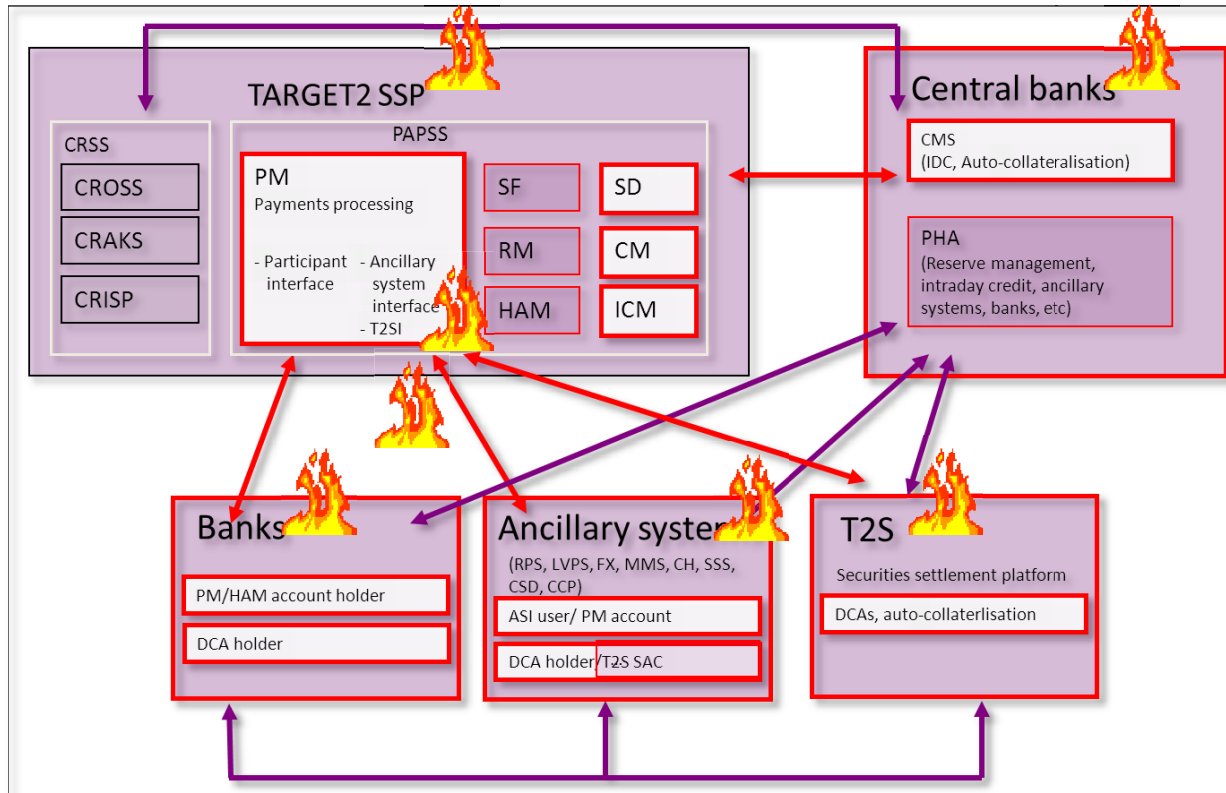 TARGET2 SSP
CRSS
CROSS
CRAKS
CRISP
PAPSS
PM
Payments processing
- Participant
interface
- Ancillary
system
interface
- T2SI
SF
RM
HAM
SD
CM
ICM
Central banks
CMS
(IDC, Auto-collateralisation)
PHA
(Reserve management,
intraday credit, ancillary
systems, banks, etc)
Banks
PM/HAM account holder
DCA holder
Ancillary system
(RPS, LVPS, FX, MMS, CH, SSS,
CSD, CCP)
ASI user/ PM account
DCA holder/T2S SAC
T2S
Securities settlement platform
DCAs, auto-collaterlisation